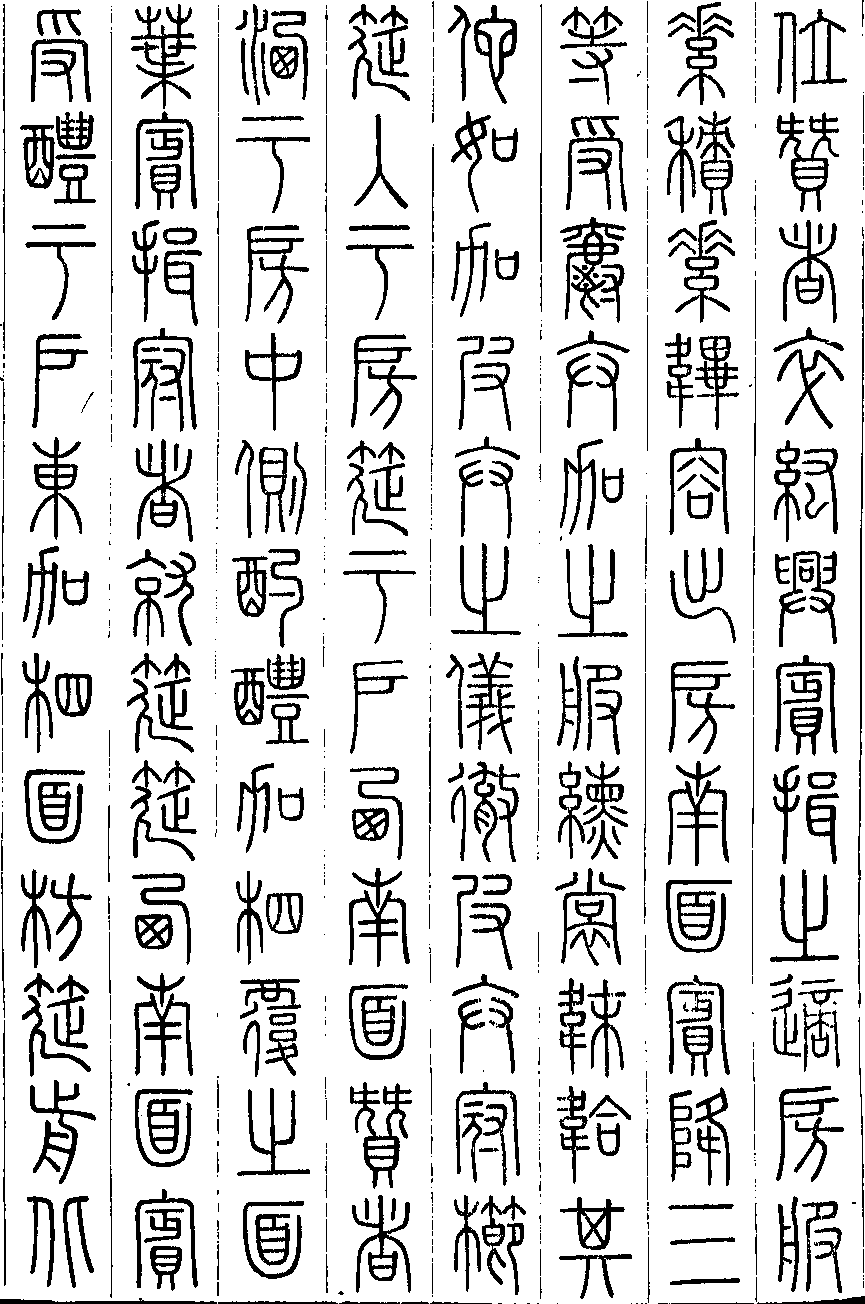 位贊者卒紘興賓揖之適房服
素積素韠容出房南面賓降三
等受爵弁加之服纁裳韎韐其
他如加皮弁之儀徹皮弁冠櫛
筵入于房筵于戶西南面贊者
洗于房中側酌醴加柶覆之面
葉賓揖冠者就筵筵西南面賓
受醴于戶東加柶面枋筵前北